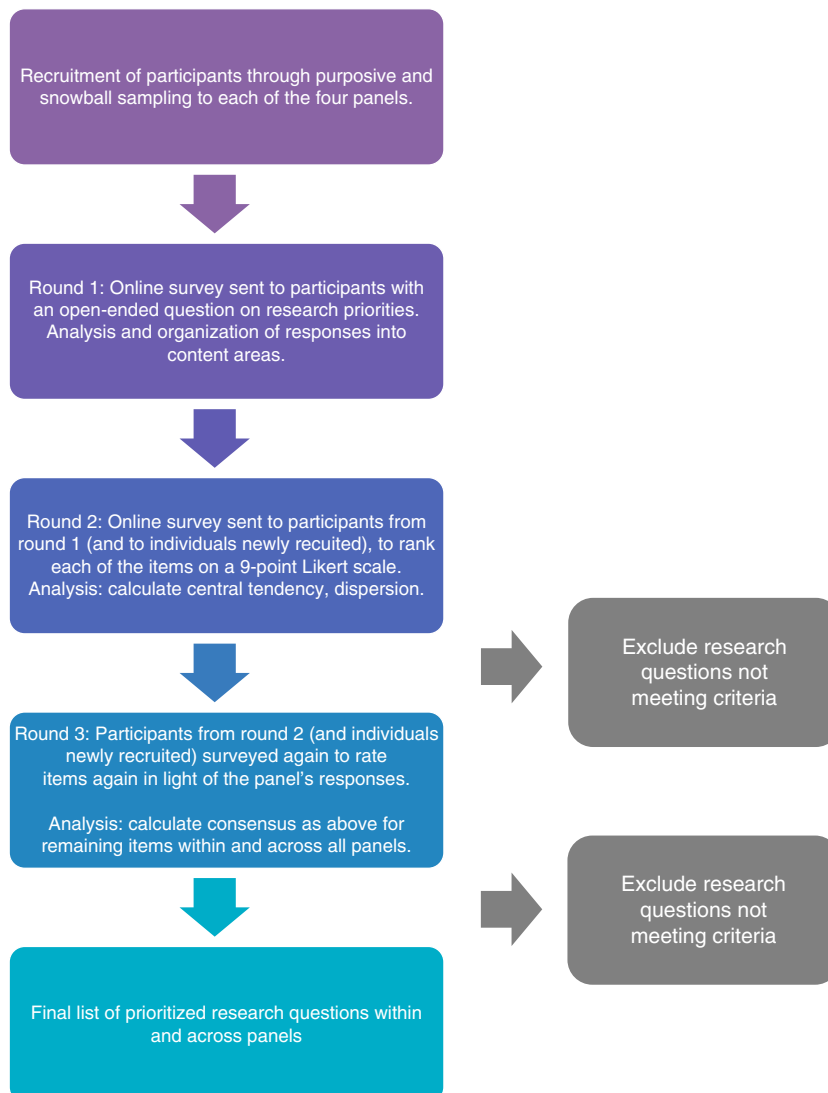 Recruitment of participants through purposive and
snowball sampling to each of the four panels.
Round 1: Online survey sent to participants with
an open-ended question on research priorities.
Analysis and organization of responses into
content areas.
Round 2: Online survey sent to participants from
round 1 (and to individuals newly recuited), to rank
each of the items on a 9-point Likert scale.
Analysis: calculate central tendency, dispersion.
Exclude research
questions not
meeting criteria
Round 3: Participants from round 2 (and individuals
newly recruited) surveyed again to rate
items again in light of the panel’s responses.
Analysis: calculate consensus as above for
remaining items within and across all panels.
Exclude research
questions not
meeting criteria
Final list of prioritized research questions within
and across panels